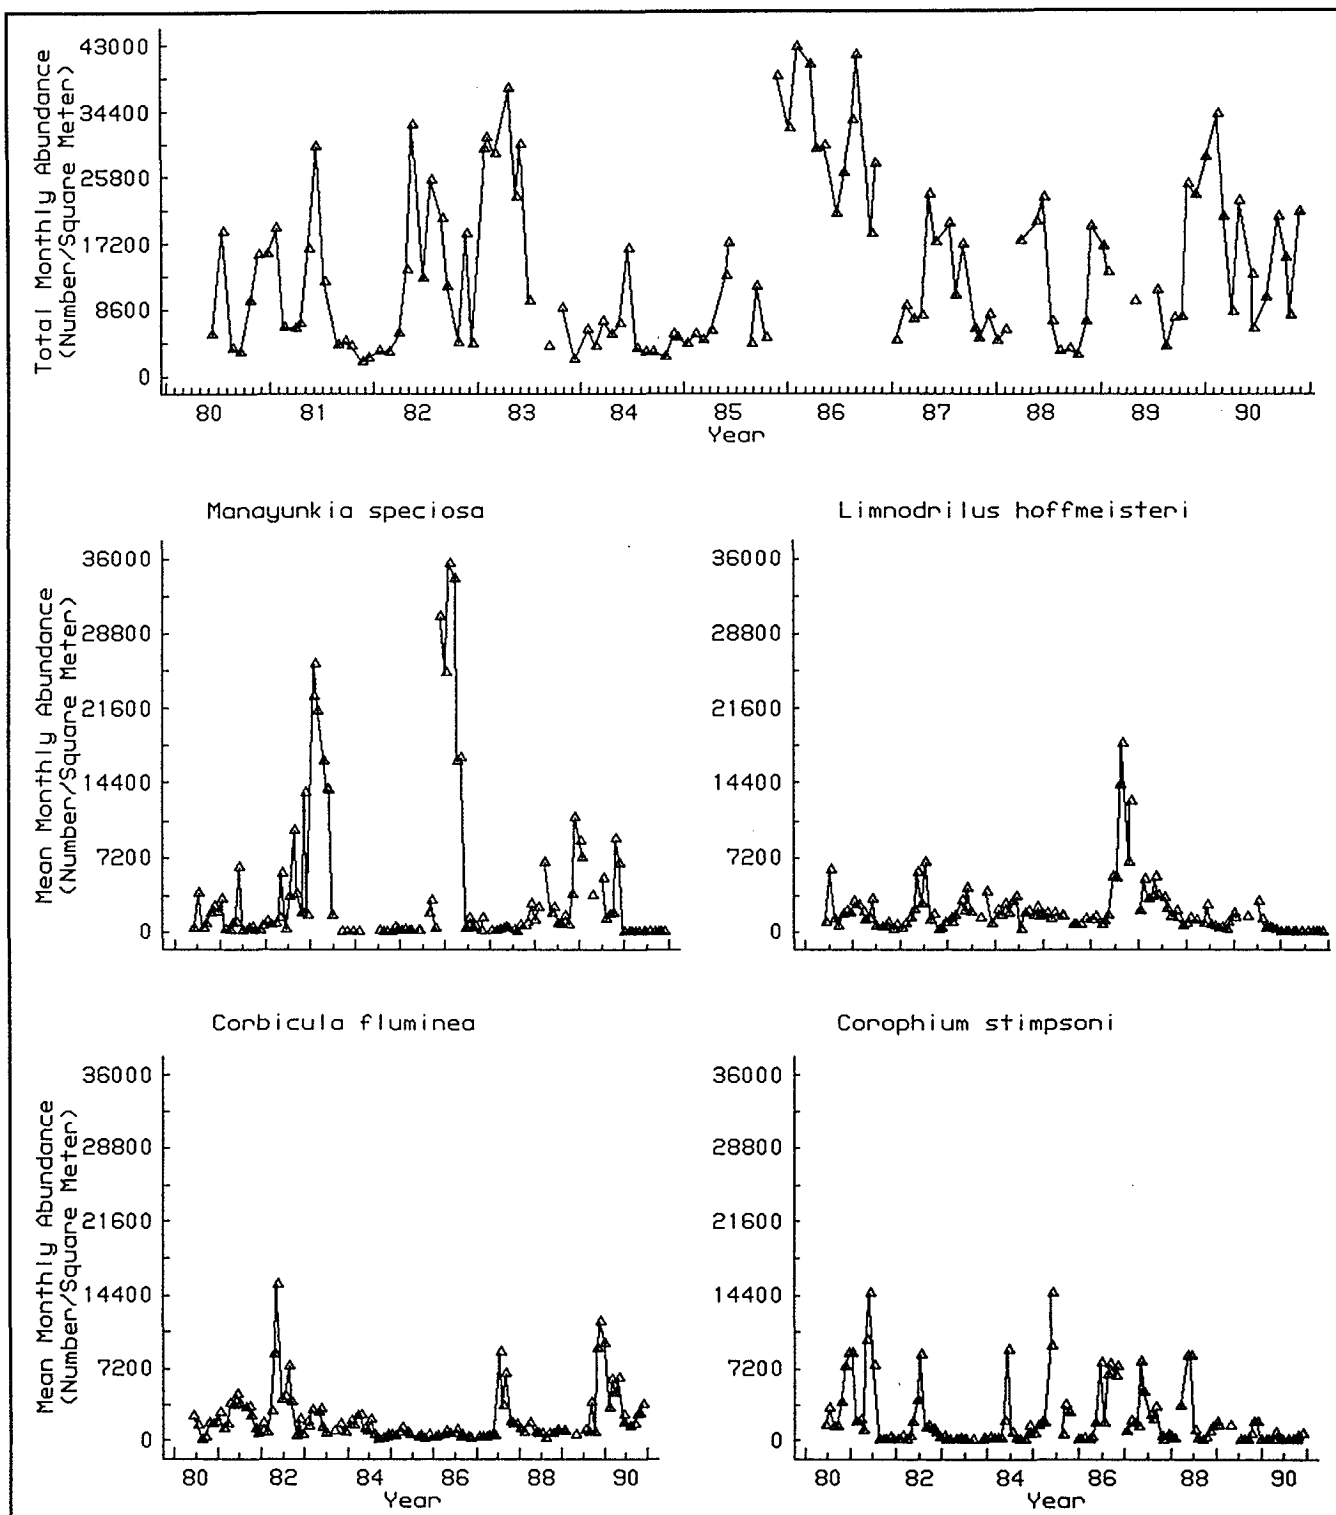 Total Monthly Abundance
(Number/Square Meter)
43000
34400
25800
17200
8600
0
80 81 82 83 84 85 86 87 88 89 90
Year
Manayunkia speciosa
Mean Monthly Abundance
(Number/Square Meter)
36000
28800
21600
14400
7200
0
Limnodrilus hoffmeisteri
36000
28800
21600
14400
7200
0
Corbicula fluminea
Mean Monthly Abundance
(Number/Square Meter)
36000
28800
21600
14400
7200
0
80 82 84 86 88 90
Year
Corophium stimpsoni
36000
28800
21600
14400
7200
0
80 82 84 86 88 90
Year